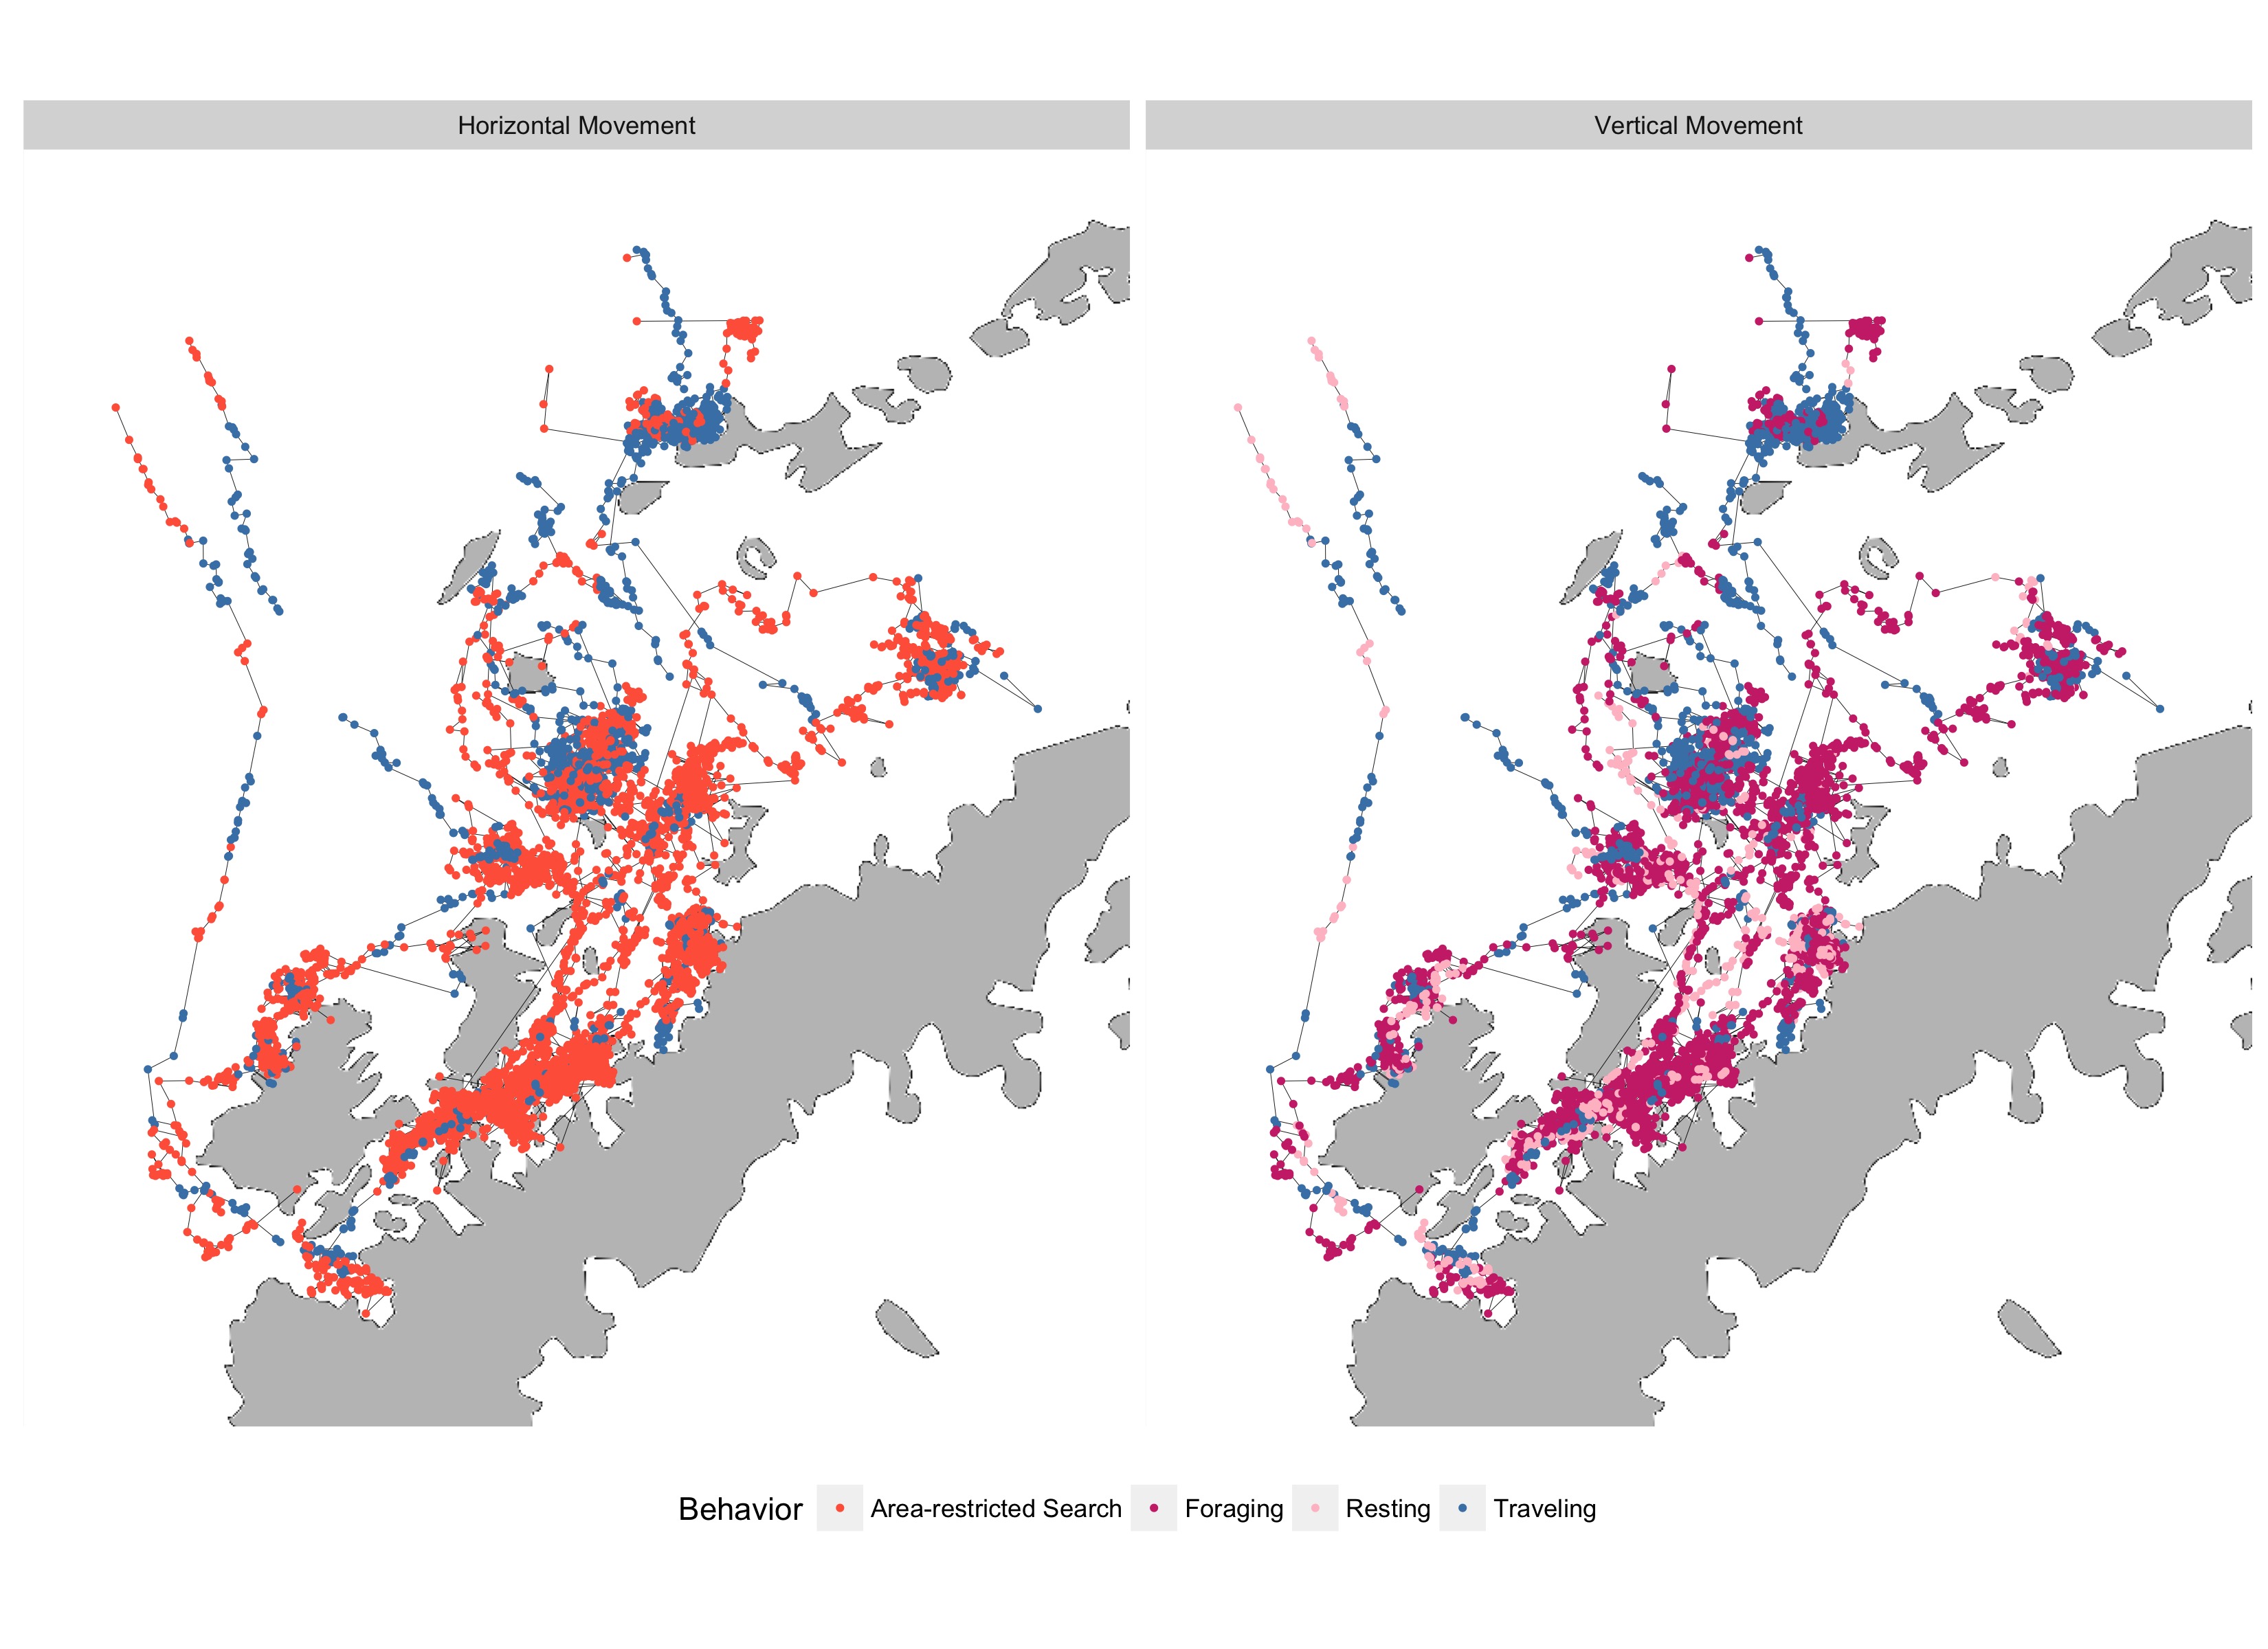 Horizontal Movement
Vertical Movement
Behavior Area-restricted Search Foraging Resting Traveling